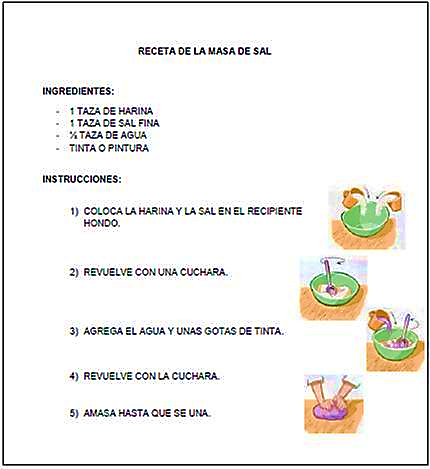 RECETA DE LA MASA DE SAL
INGREDIENTES:
- 1 TAZA DE HARINA
- 1 TAZA DE SAL FINA
- ½ TAZA DE AGUA
- TINTA O PINTURA
INSTRUCCIONES:
1) COLOCA LA HARINA Y LA SAL EN EL RECIPIENTE
HONDO.
2) REVUELVE CON UNA CUCHARA.
3) AGREGA EL AGUA Y UNAS GOTAS DE TINTA.
4) REVUELVE CON LA CUCHARA.
5) AMASA HASTA QUE SE UNA.